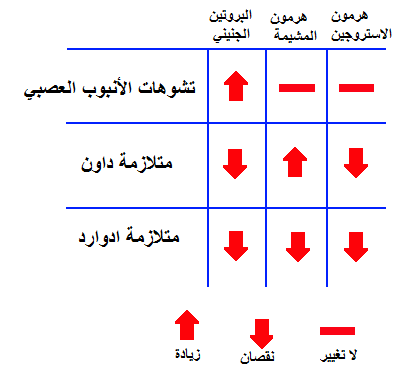 هرمون
الاستروجين
هرمون
المشيمة
البروتين
الجنيني
تشوهات الأنبوب العصبي
متلازمة داون
متلازمة ادوارد
لا تغيير
نقصان
زيادة